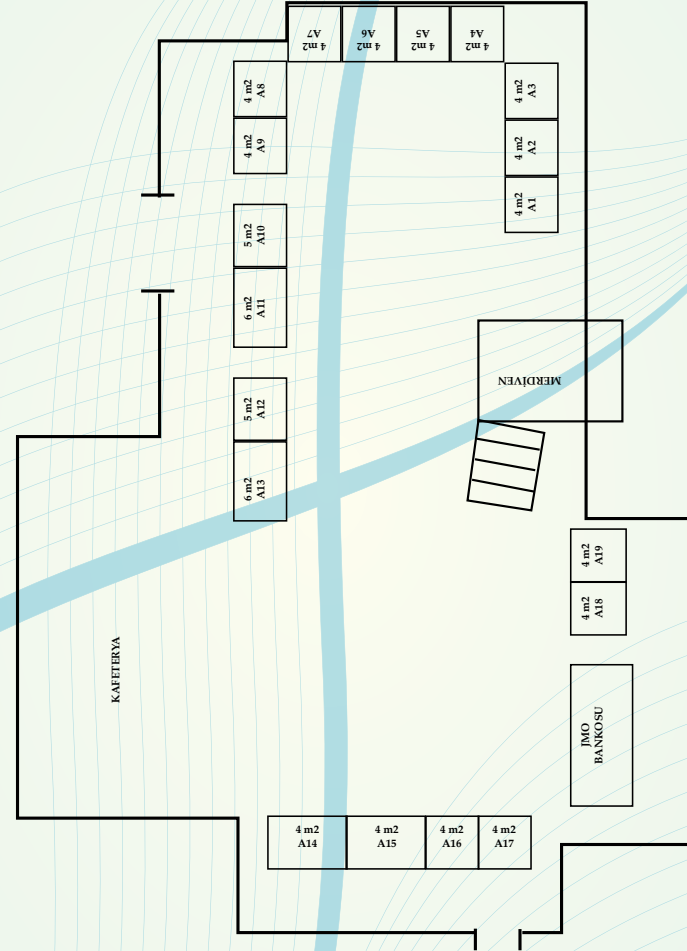 4 m2
A7
4 m2
A6
4 m2
A5
4 m2
A4
4 m2
A8
4 m2
A3
4 m2
A9
4 m2
A2
4 m2
A1
5 m2
A10
6 m2
A11
MERDİVEN
5 m2
A12
6 m2
A13
4 m2
A19
4 m2
A18
KAFETERYA
JMO
BANKOSU
4 m2
A14
4 m2
A15
4 m2
A16
4 m2
A17